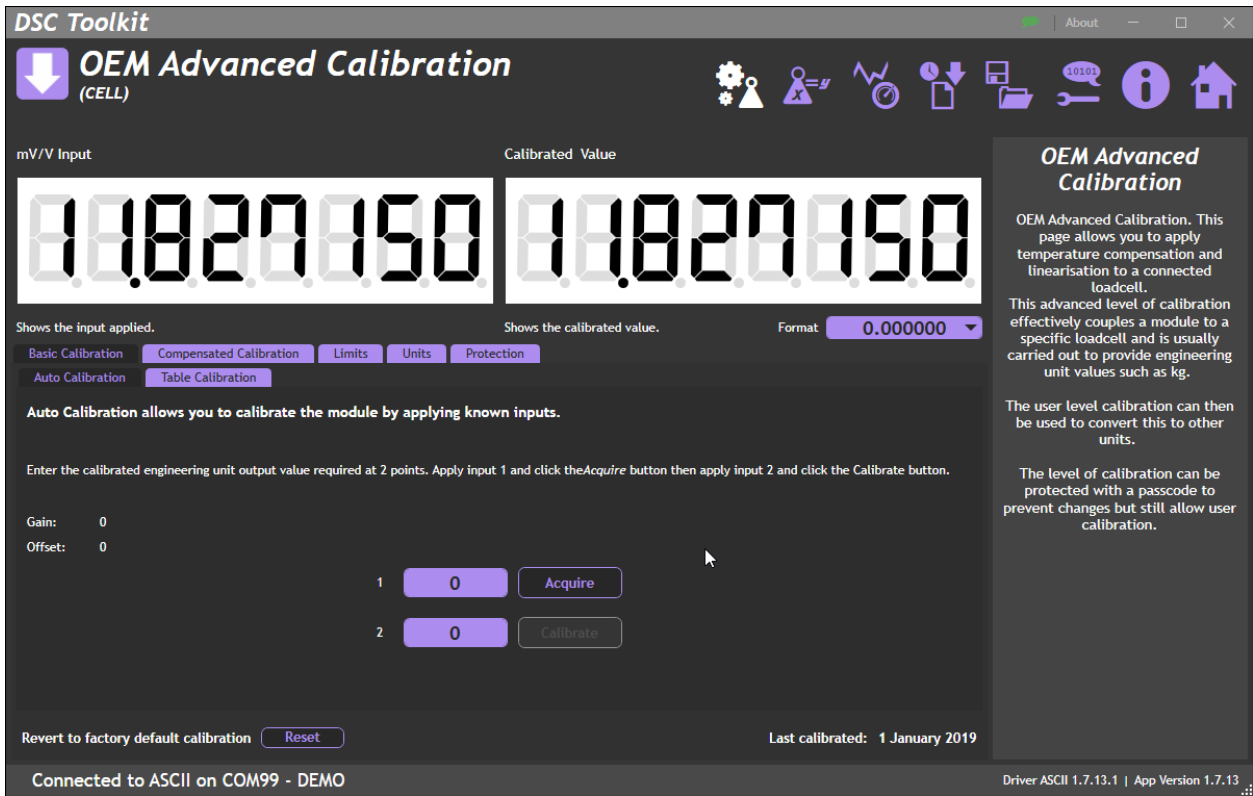 DSC Toolkit
About
OEM Advanced Calibration
(CELL)
x=y
10101
mV/V Input
Calibrated Value
11.827150
11.827150
Shows the input applied.
Shows the calibrated value.
Format
0.000000
Basic Calibration
Compensated Calibration
Limits
Units
Protection
Auto Calibration
Table Calibration
Auto Calibration allows you to calibrate the module by applying known inputs.
Enter the calibrated engineering unit output value required at 2 points. Apply input 1 and click theAcquire button then apply input 2 and click the Calibrate button.
Gain: 0
Offset: 0
1 0 Acquire
2 0 Calibrate
Revert to factory default calibration Reset
Last calibrated: 1 January 2019
OEM Advanced
Calibration
OEM Advanced Calibration. This
page allows you to apply
temperature compensation and
linearisation to a connected
loadcell.
This advanced level of calibration
effectively couples a module to a
specific loadcell and is usually
carried out to provide engineering
unit values such as kg.
The user level calibration can then
be used to convert this to other
units.
The level of calibration can be
protected with a passcode to
prevent changes but still allow user
calibration.
Connected to ASCII on COM99 - DEMO
Driver ASCII 1.7.13.1 | App Version 1.7.13